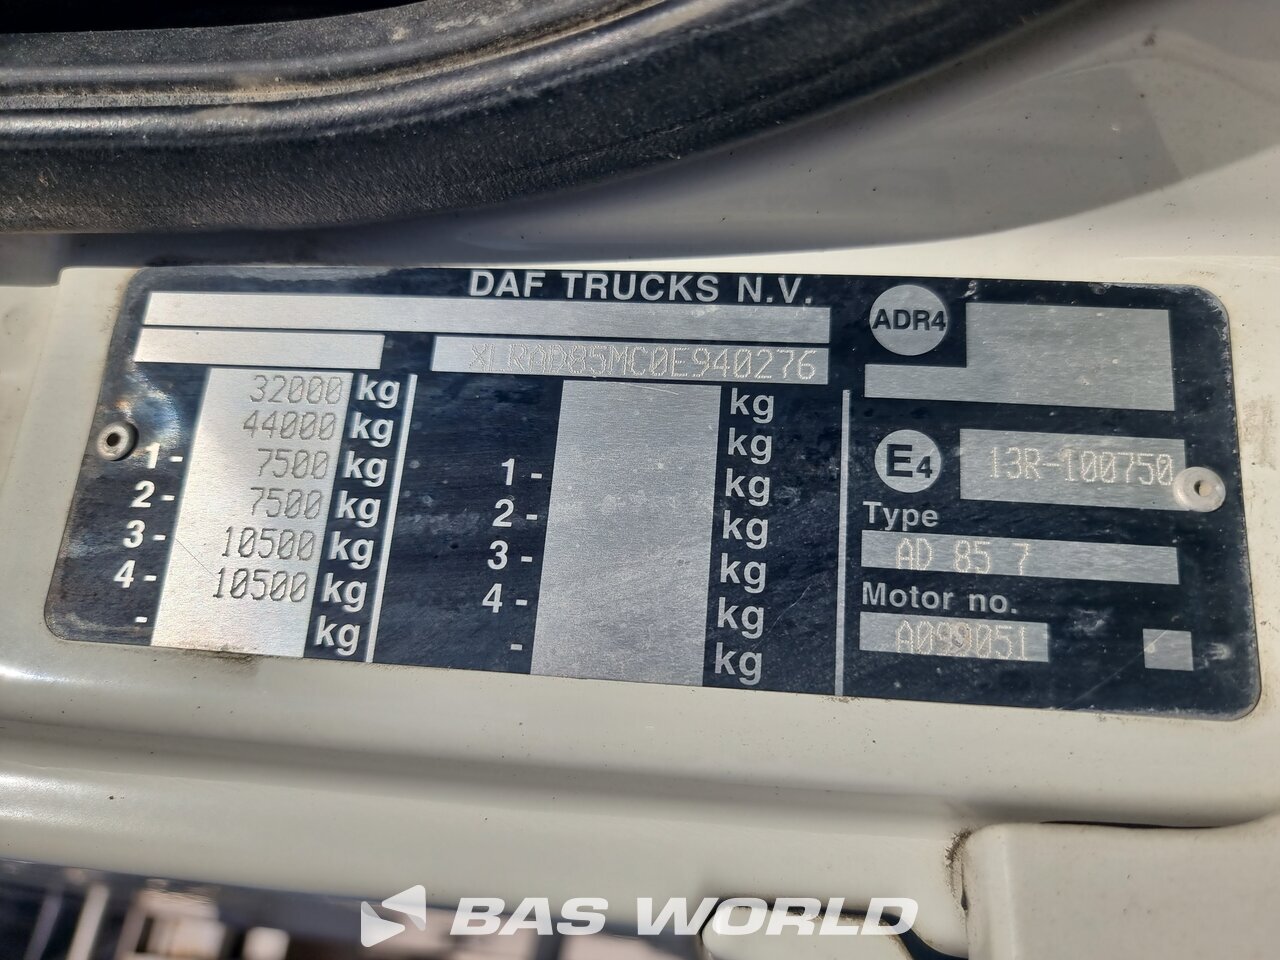 DAF TRUCKS N.V.
XLRAD85MC0E940276
32000 kg
44000 kg
1- 7500 kg
2- 7500 kg
3- 10500 kg
4- 10500 kg
- kg
kg
kg
1- kg
2- kg
3- kg
4- kg
- kg
ADR4
E4 13R-100750
Type
AD 85 7
Motor no.
A099051
BAS WORLD